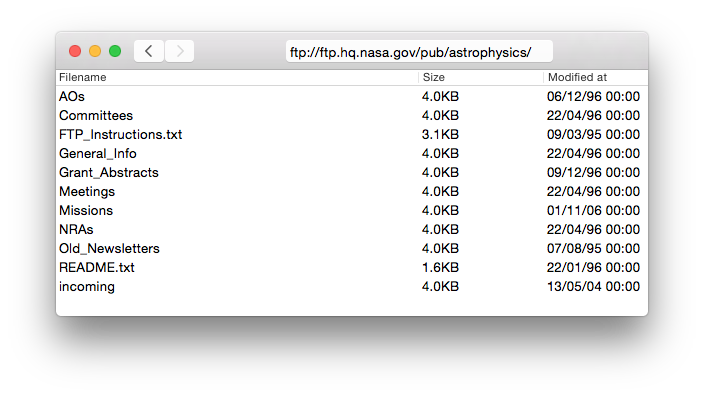 ftp://ftp.hq.nasa.gov/pub/astrophysics/
Filename Size Modified at
AOs 4.0KB 06/12/96 00:00
Committees 4.0KB 22/04/96 00:00
FTP_Instructions.txt 3.1KB 09/03/95 00:00
General_Info 4.0KB 22/04/96 00:00
Grant_Abstracts 4.0KB 09/12/96 00:00
Meetings 4.0KB 22/04/96 00:00
Missions 4.0KB 01/11/06 00:00
NRAs 4.0KB 22/04/96 00:00
Old_Newsletters 4.0KB 07/08/95 00:00
README.txt 1.6KB 22/01/96 00:00
incoming 4.0KB 13/05/04 00:00